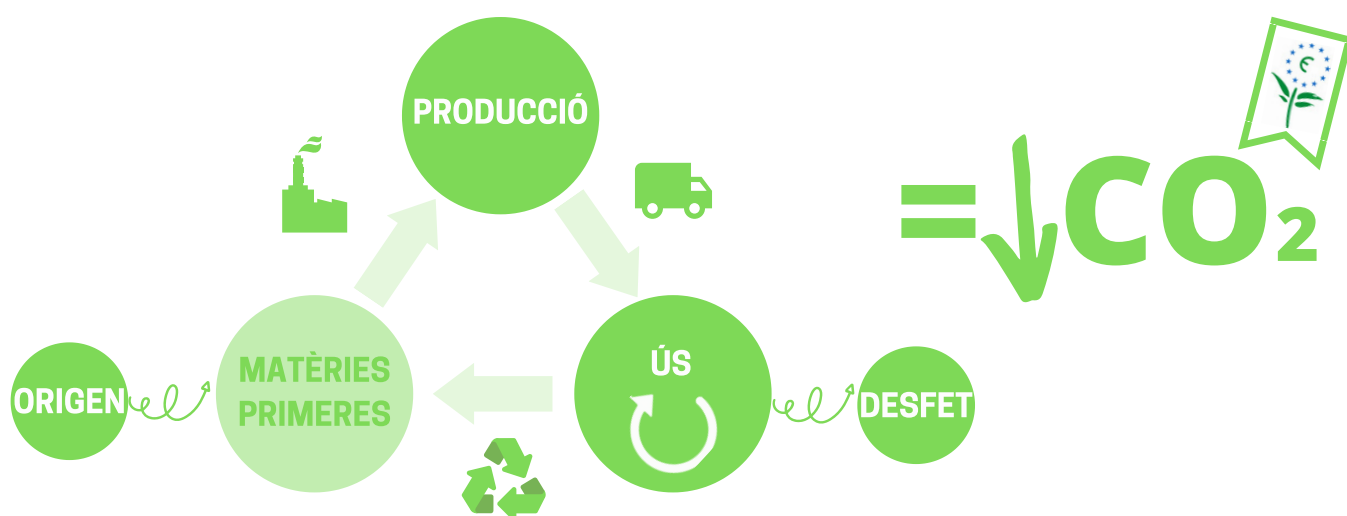 PRODUCCIÓ
=↓CO₂
MATÈRIES
PRIMERES
ÚS
ORIGEN
DESFET